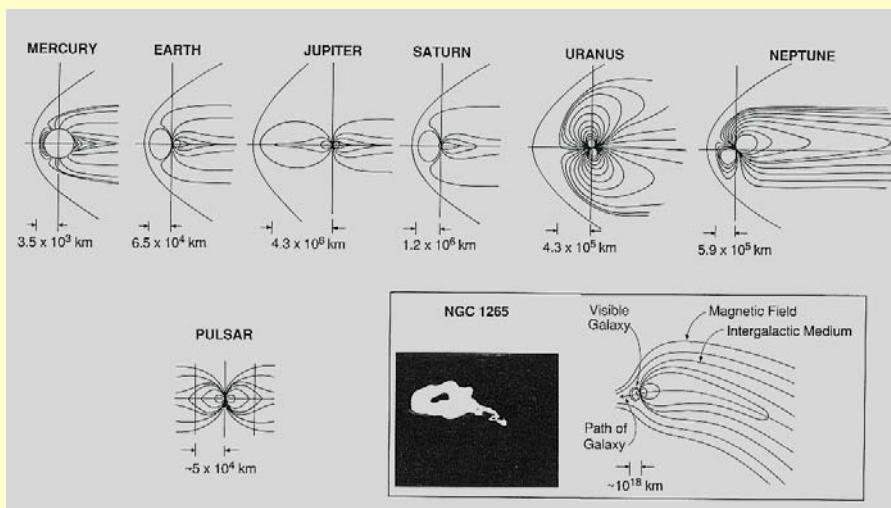 MERCURY
EARTH
JUPITER
SATURN
URANUS
NEPTUNE
3.5 x 10³ km
6.5 x 10⁴ km
4.3 x 10⁶ km
1.2 x 10⁶ km
4.3 x 10⁵ km
5.9 x 10⁵ km
PULSAR
~5 x 10⁴ km
NGC 1265
Visible
Galaxy
Magnetic Field
Intergalactic Medium
Path of
Galaxy
~10¹⁸ km